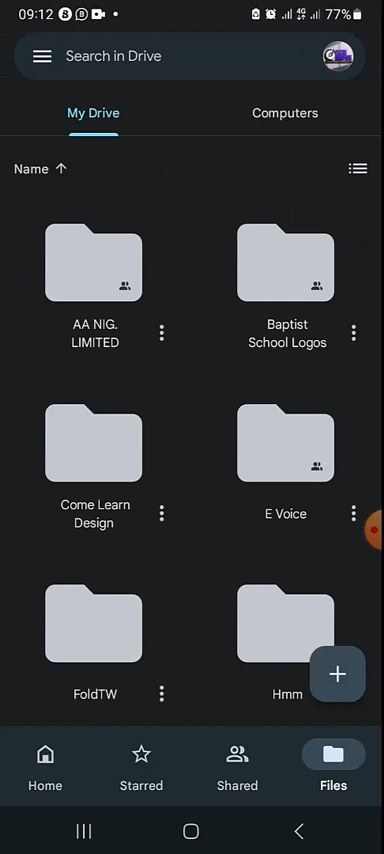 09:12 77%
Search in Drive
My Drive Computers
Name
AA NIG.
LIMITED
Baptist
School Logos
Come Learn
Design
E Voice
FoldTW
Hmm
Home Starred Shared Files